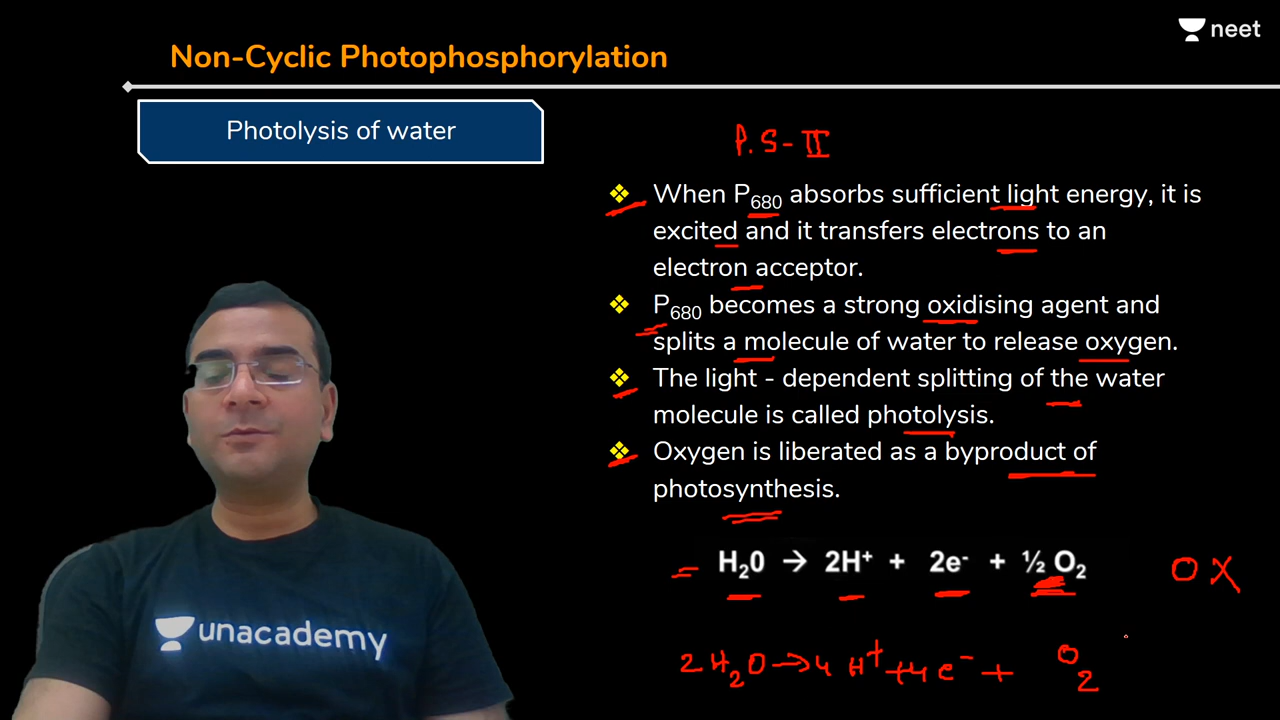 neet
Non-Cyclic Photophosphorylation
Photolysis of water
P.S-II
❖ When P₆₈₀ absorbs sufficient light energy, it is
excited and it transfers electrons to an
electron acceptor.
❖ P₆₈₀ becomes a strong oxidising agent and
splits a molecule of water to release oxygen.
❖ The light - dependent splitting of the water
molecule is called photolysis.
❖ Oxygen is liberated as a byproduct of
photosynthesis.
H₂0 → 2H⁺ + 2e⁻ + ½ O₂
O X
2H₂O → 4H⁺ + 4e⁻ + O₂
unacademy